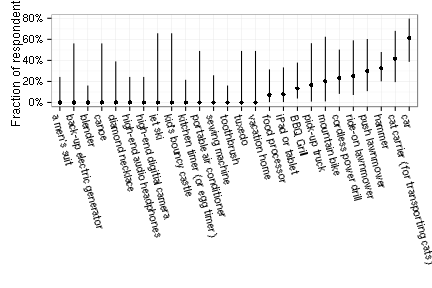 80%
60%
40%
20%
0%
Fraction of respondent
a men's suit
back-up electric generator
blender
canoe
diamond necklace
high-end audio headphones
high-end digitial camera
jet ski
kid's bouncy castle
kitchen timer (or egg timer)
portable air conditioner
sewing machine
toothbrush
tuxedo
vacation home
food processor
iPad or tablet
BBQ Grill
pick-up truck
mountain bike
cordless power drill
ride-on lawnmower
push lawnmower
hammer
cat carrier (for transporting cats)
car